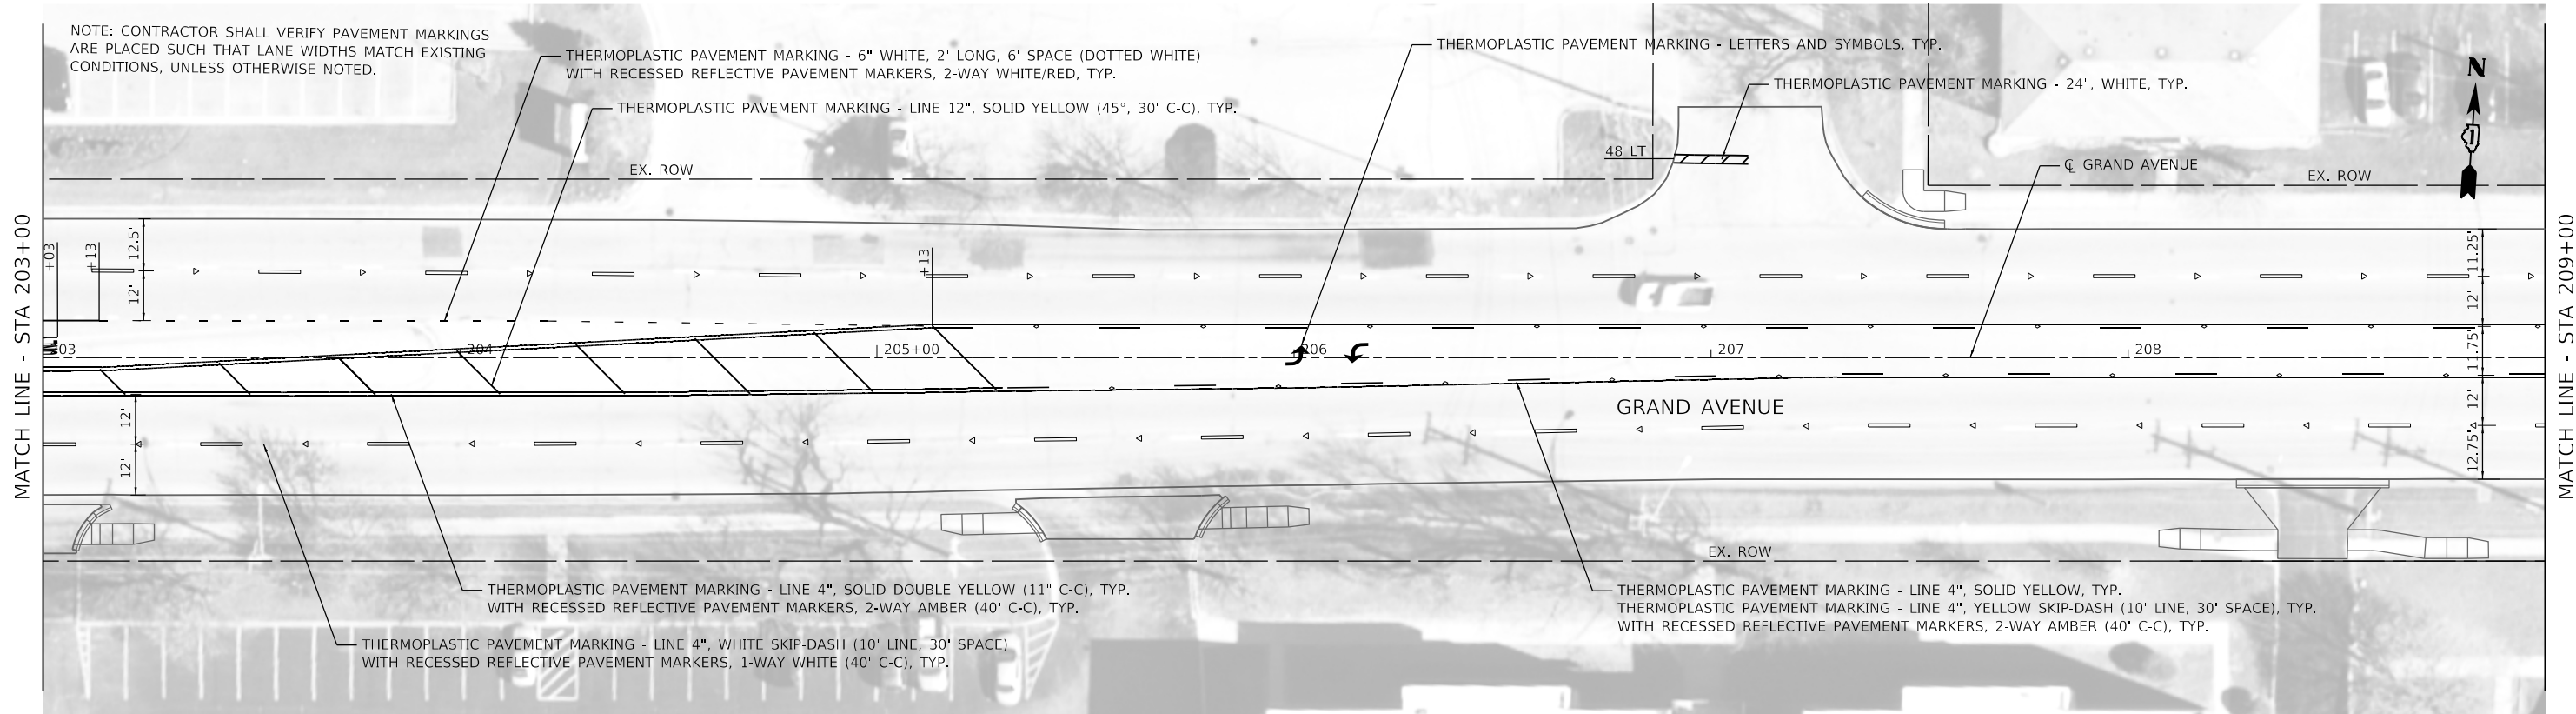 NOTE: CONTRACTOR SHALL VERIFY PAVEMENT MARKINGS
ARE PLACED SUCH THAT LANE WIDTHS MATCH EXISTING
CONDITIONS, UNLESS OTHERWISE NOTED.
THERMOPLASTIC PAVEMENT MARKING - 6" WHITE, 2' LONG, 6' SPACE (DOTTED WHITE)
WITH RECESSED REFLECTIVE PAVEMENT MARKERS, 2-WAY WHITE/RED, TYP.
THERMOPLASTIC PAVEMENT MARKING - LINE 12", SOLID YELLOW (45°, 30' C-C), TYP.
THERMOPLASTIC PAVEMENT MARKING - LETTERS AND SYMBOLS, TYP.
THERMOPLASTIC PAVEMENT MARKING - 24", WHITE, TYP.
N
48 LT
℄ GRAND AVENUE
EX. ROW
EX. ROW
MATCH LINE - STA 203+00
+03
+13
12.5'
12'
+13
11.25'
12'
11.75'
12'
12.75'
MATCH LINE - STA 209+00
203
204
205+00
206
207
208
12'
12'
GRAND AVENUE
EX. ROW
THERMOPLASTIC PAVEMENT MARKING - LINE 4", SOLID DOUBLE YELLOW (11" C-C), TYP.
WITH RECESSED REFLECTIVE PAVEMENT MARKERS, 2-WAY AMBER (40' C-C), TYP.
THERMOPLASTIC PAVEMENT MARKING - LINE 4", SOLID YELLOW, TYP.
THERMOPLASTIC PAVEMENT MARKING - LINE 4", YELLOW SKIP-DASH (10' LINE, 30' SPACE), TYP.
WITH RECESSED REFLECTIVE PAVEMENT MARKERS, 2-WAY AMBER (40' C-C), TYP.
THERMOPLASTIC PAVEMENT MARKING - LINE 4", WHITE SKIP-DASH (10' LINE, 30' SPACE)
WITH RECESSED REFLECTIVE PAVEMENT MARKERS, 1-WAY WHITE (40' C-C), TYP.